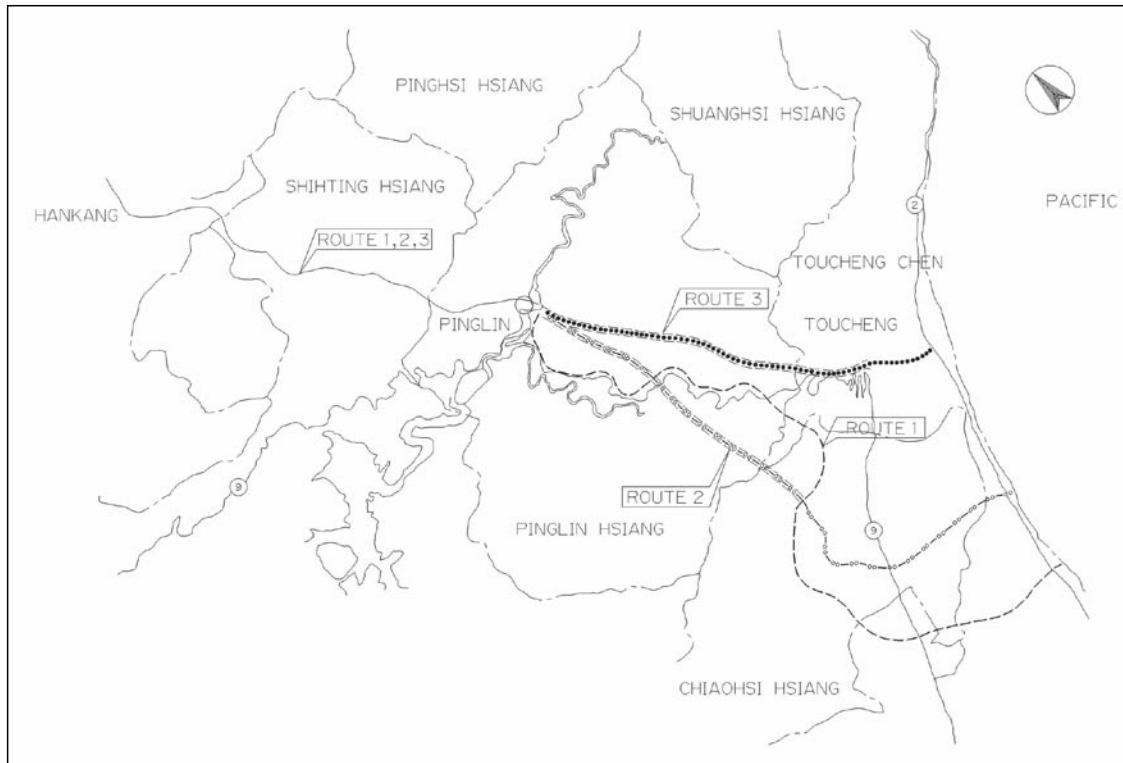 PINGHSI HSIANG
SHUANGHSI HSIANG
SHIHTING HSIANG
HANKANG
PACIFIC
2
ROUTE 1,2,3
TOUCHENG CHEN
ROUTE 3
PINGLIN
TOUCHENG
ROUTE 1
9
ROUTE 2
PINGLIN HSIANG
9
CHIAOHSI HSIANG